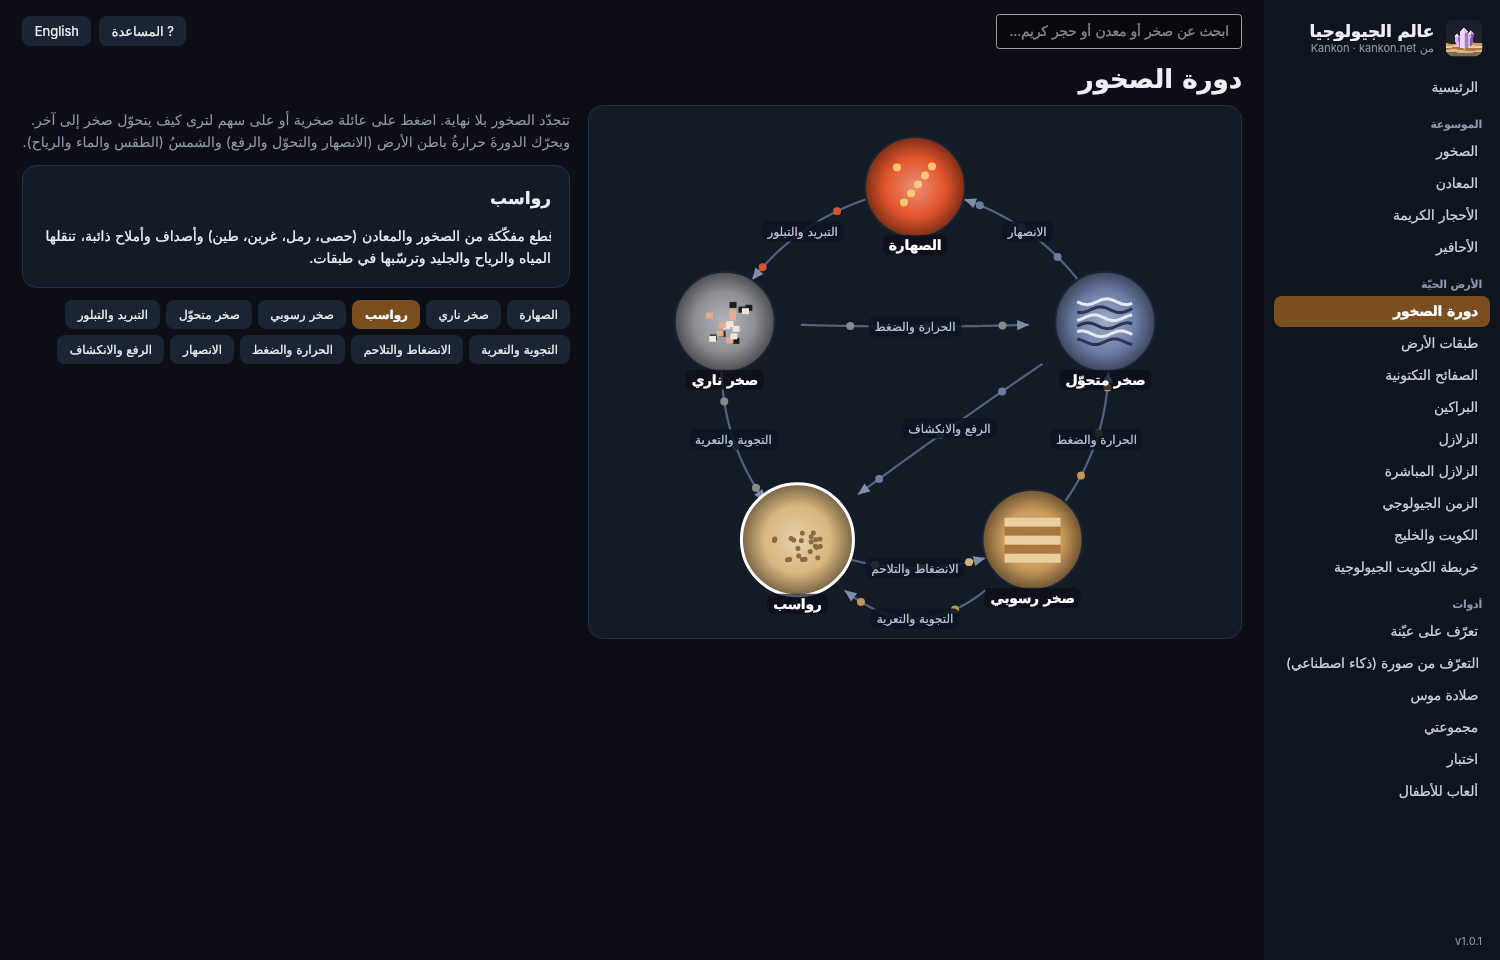 عالم الجيولوجيا
من Kankon · kankon.net
الرئيسية
الموسوعة
الصخور
المعادن
الأحجار الكريمة
الأحافير
الأرض الحيّة
دورة الصخور
طبقات الأرض
الصفائح التكتونية
البراكين
الزلازل
الزلازل المباشرة
الزمن الجيولوجي
الكويت والخليج
خريطة الكويت الجيولوجية
أدوات
تعرّف على عيّنة
التعرّف من صورة (ذكاء اصطناعي)
صلادة موس
مجموعتي
اختبار
ألعاب للأطفال
v1.0.1
ابحث عن صخر أو معدن أو حجر كريم...
? المساعدة
English
دورة الصخور
الصهارة
الانصهار
التبريد والتبلور
صخر متحوّل
الحرارة والضغط
صخر ناري
الرفع والانكشاف
الحرارة والضغط
التجوية والتعرية
صخر رسوبي
الانضغاط والتلاحم
رواسب
التجوية والتعرية
تتجدّد الصخور بلا نهاية. اضغط على عائلة صخرية أو على سهم لترى كيف يتحوّل صخر إلى آخر.
ويحرّك الدورةَ حرارةُ باطن الأرض (الانصهار والتحوّل والرفع) والشمسُ (الطقس والماء والرياح).
رواسب
قطع مفكّكة من الصخور والمعادن (حصى، رمل، غرين، طين) وأصداف وأملاح ذائبة، تنقلها
المياه والرياح والجليد وترسّبها في طبقات.
الصهارة
صخر ناري
رواسب
صخر رسوبي
صخر متحوّل
التبريد والتبلور
التجوية والتعرية
الانضغاط والتلاحم
الحرارة والضغط
الانصهار
الرفع والانكشاف